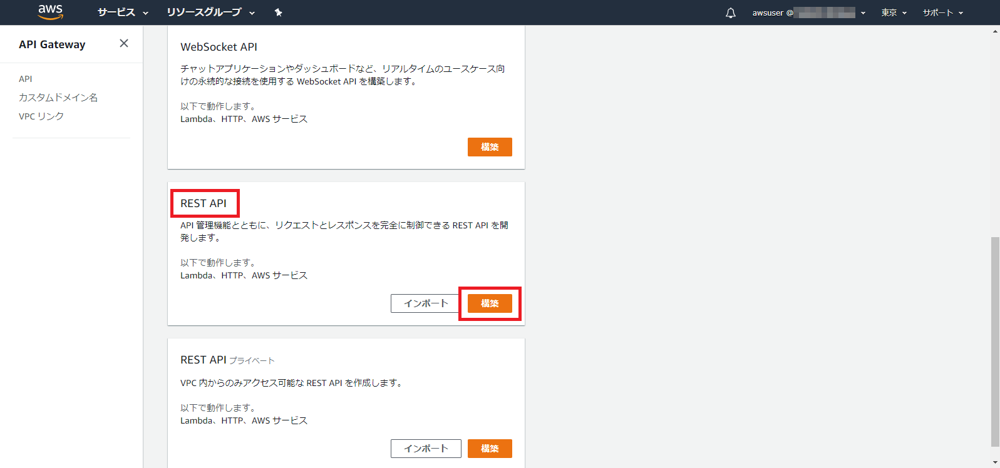 aws サービス リソースグループ awsuser @ 東京 サポート
API Gateway
API
カスタムドメイン名
VPC リンク
WebSocket API
チャットアプリケーションやダッシュボードなど、リアルタイムのユースケース向
けの永続的な接続を使用する WebSocket API を構築します。
以下で動作します。
Lambda、HTTP、AWS サービス
構築
REST API
API 管理機能とともに、リクエストとレスポンスを完全に制御できる REST API を開
発します。
以下で動作します。
Lambda、HTTP、AWS サービス
インポート 構築
REST API プライベート
VPC 内からのみアクセス可能な REST API を作成します。
以下で動作します。
Lambda、HTTP、AWS サービス
インポート 構築